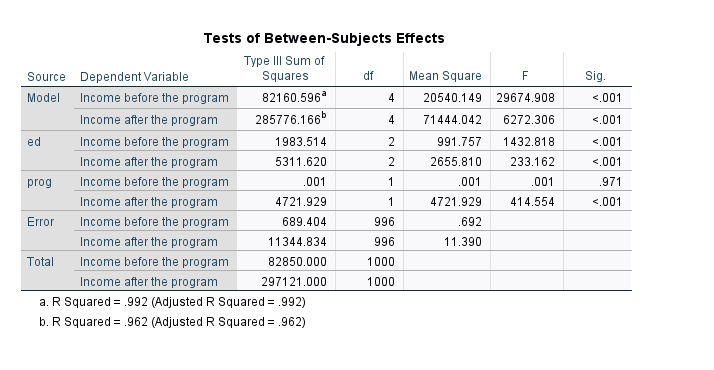 Tests of Between-Subjects Effects
Source Dependent Variable Type III Sum of Squares df Mean Square F Sig.
Model Income before the program 82160.596a 4 20540.149 29674.908 <.001
Income after the program 285776.166b 4 71444.042 6272.306 <.001
ed Income before the program 1983.514 2 991.757 1432.818 <.001
Income after the program 5311.620 2 2655.810 233.162 <.001
prog Income before the program .001 1 .001 .001 .971
Income after the program 4721.929 1 4721.929 414.554 <.001
Error Income before the program 689.404 996 .692
Income after the program 11344.834 996 11.390
Total Income before the program 82850.000 1000
Income after the program 297121.000 1000
a. R Squared = .992 (Adjusted R Squared = .992)
b. R Squared = .962 (Adjusted R Squared = .962)